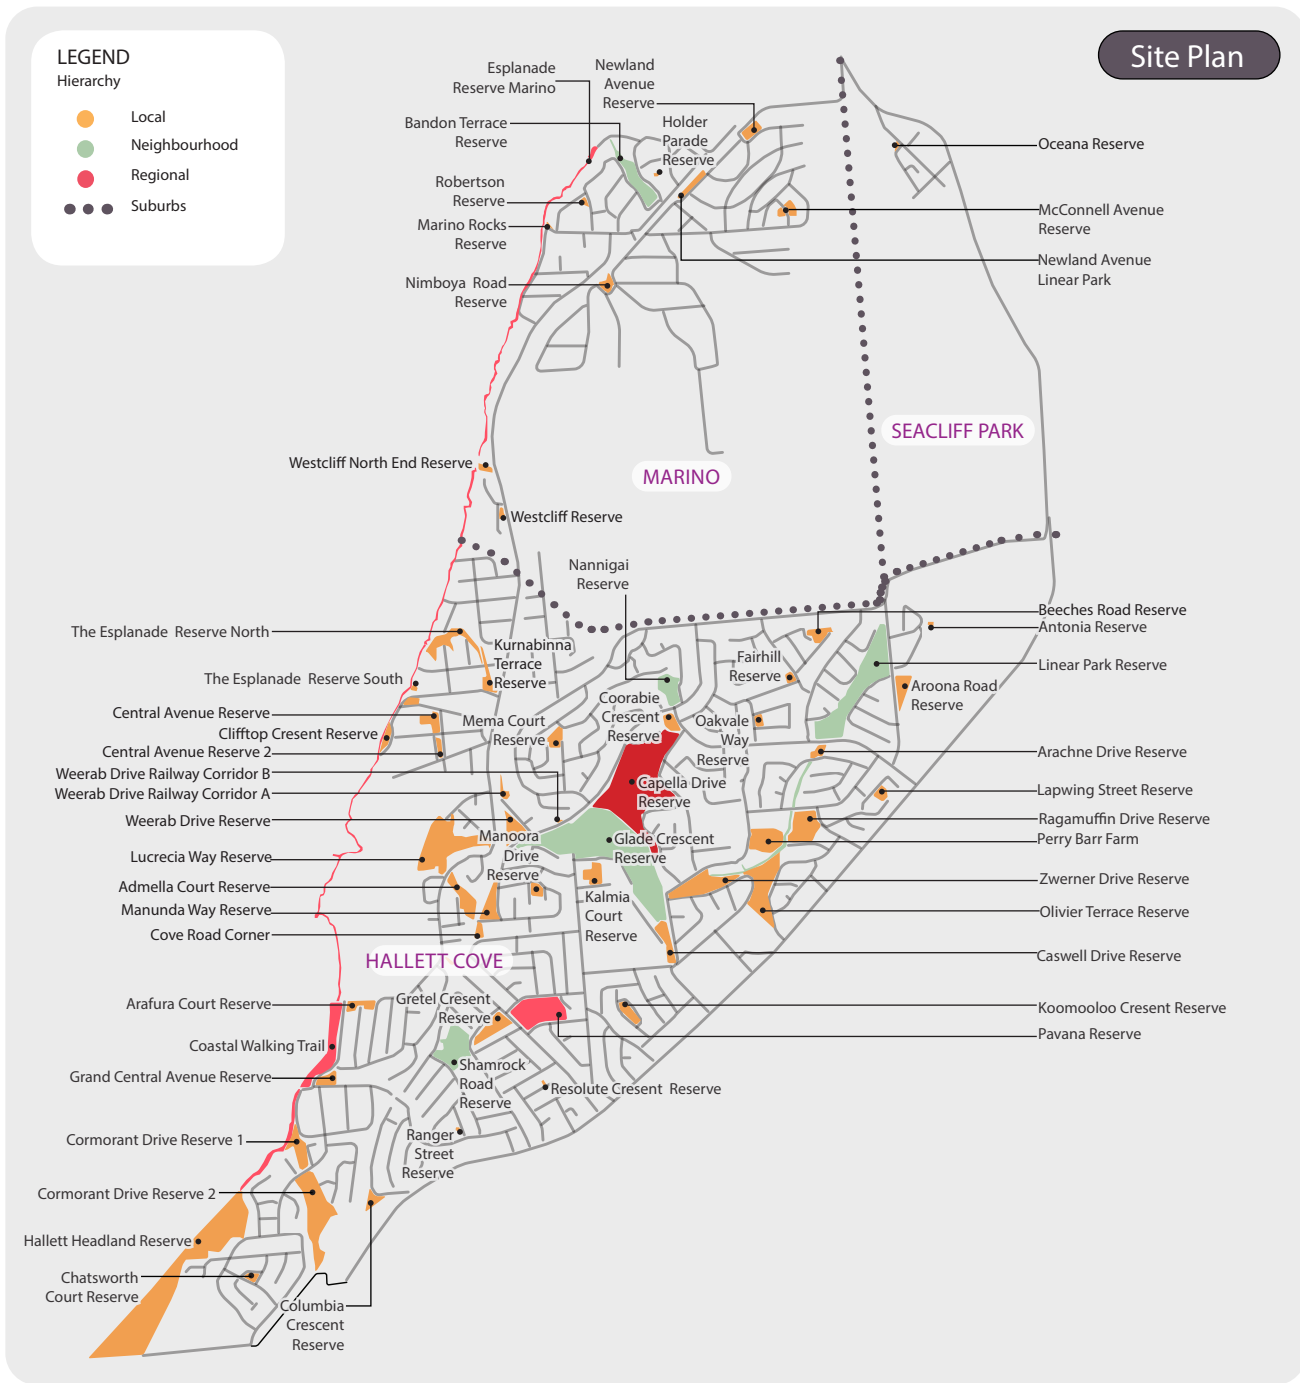 LEGEND
Hierarchy
Local
Neighbourhood
Regional
Suburbs
Site Plan
Esplanade
Reserve Marino
Newland
Avenue
Reserve
Bandon Terrace
Reserve
Holder
Parade
Reserve
Robertson
Reserve
Marino Rocks
Reserve
Nimboya Road
Reserve
Oceana Reserve
McConnell Avenue
Reserve
Newland Avenue
Linear Park
SEACLIFF PARK
MARINO
Westcliff North End Reserve
Westcliff Reserve
Nannigai
Reserve
Beeches Road Reserve
Antonia Reserve
The Esplanade Reserve North
Kurnabinna
Terrace
Reserve
Fairhill
Reserve
Linear Park Reserve
The Esplanade Reserve South
Aroona Road
Reserve
Coorabie
Crescent
Reserve
Central Avenue Reserve
Mema Court
Reserve
Oakvale
Way
Reserve
Clifftop Cresent Reserve
Central Avenue Reserve 2
Arachne Drive Reserve
Weerab Drive Railway Corridor B
Capella Drive
Reserve
Weerab Drive Railway Corridor A
Lapwing Street Reserve
Weerab Drive Reserve
Ragamuffin Drive Reserve
Manoora
Drive
Reserve
Glade Crescent
Reserve
Perry Barr Farm
Lucrecia Way Reserve
Zwerner Drive Reserve
Admella Court Reserve
Kalmia
Court
Reserve
Manunda Way Reserve
Olivier Terrace Reserve
Cove Road Corner
Caswell Drive Reserve
HALLETT COVE
Arafura Court Reserve
Gretel Cresent
Reserve
Koomooloo Cresent Reserve
Pavana Reserve
Coastal Walking Trail
Shamrock
Road
Reserve
Grand Central Avenue Reserve
Resolute Cresent Reserve
Cormorant Drive Reserve 1
Ranger
Street
Reserve
Cormorant Drive Reserve 2
Hallett Headland Reserve
Chatsworth
Court Reserve
Columbia
Crescent
Reserve